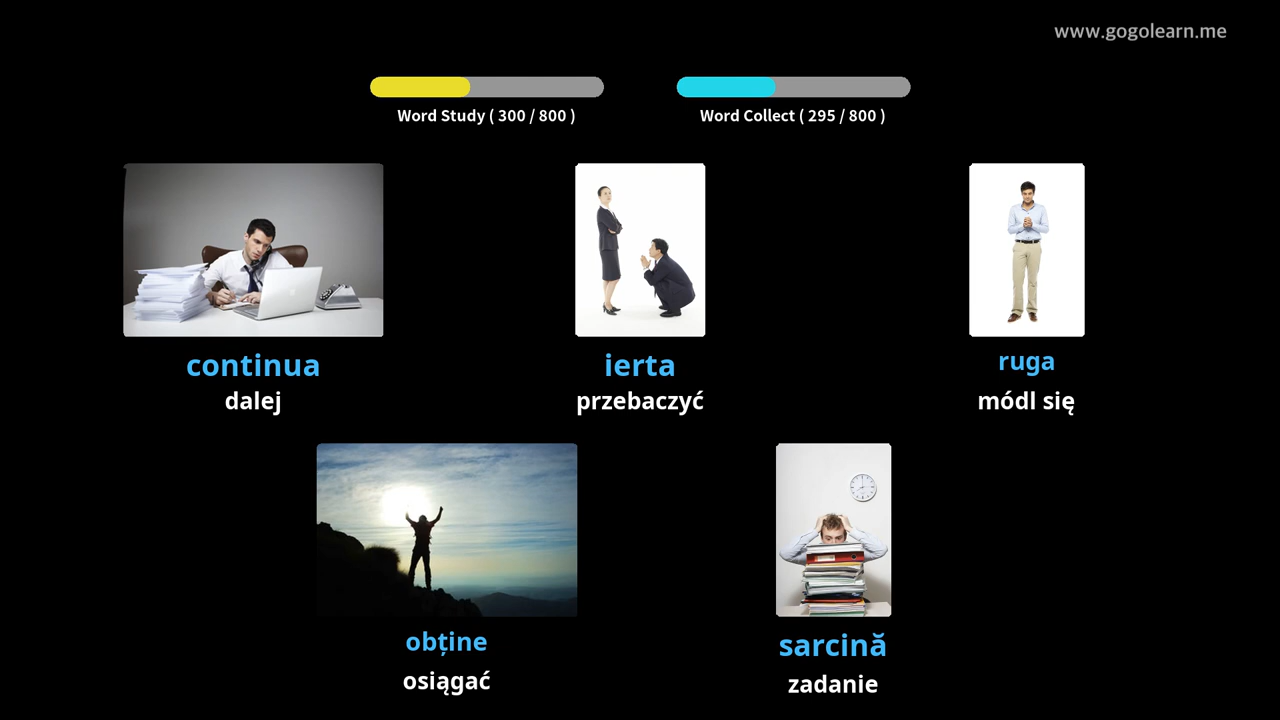 www.gogolearn.me
Word Study ( 300 / 800 )
Word Collect ( 295 / 800 )
continua
dalej
ierta
przebaczyć
ruga
módl się
obține
osiągać
sarcină
zadanie